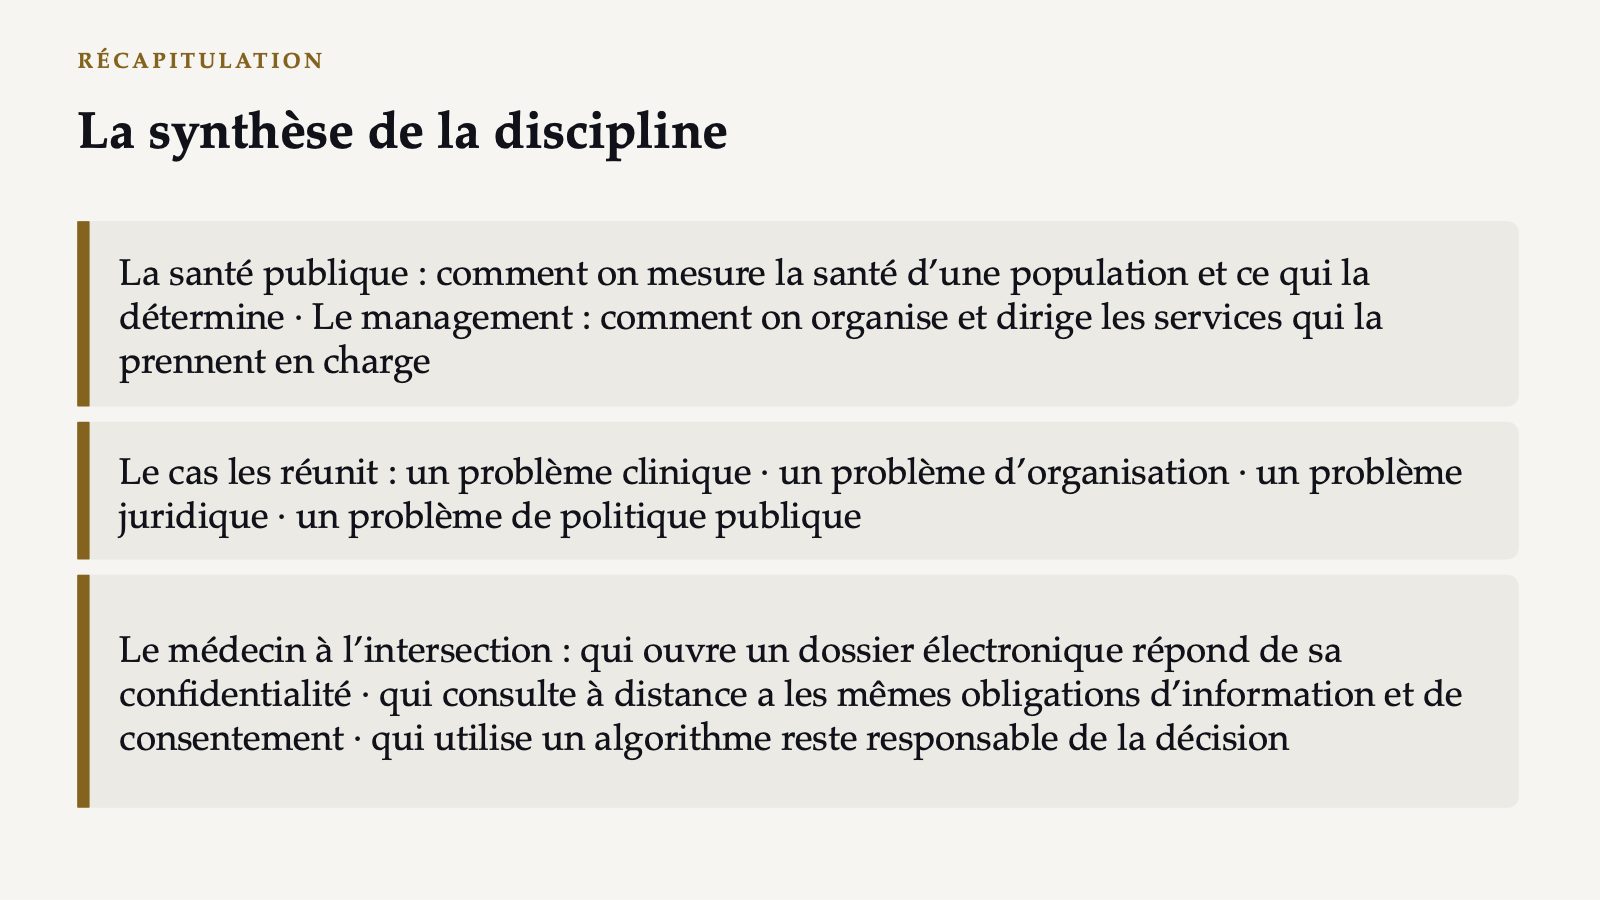 RÉCAPITULATION
La synthèse de la discipline
La santé publique : comment on mesure la santé d’une population et ce qui la
détermine · Le management : comment on organise et dirige les services qui la
prennent en charge
Le cas les réunit : un problème clinique · un problème d’organisation · un problème
juridique · un problème de politique publique
Le médecin à l’intersection : qui ouvre un dossier électronique répond de sa
confidentialité · qui consulte à distance a les mêmes obligations d’information et de
consentement · qui utilise un algorithme reste responsable de la décision